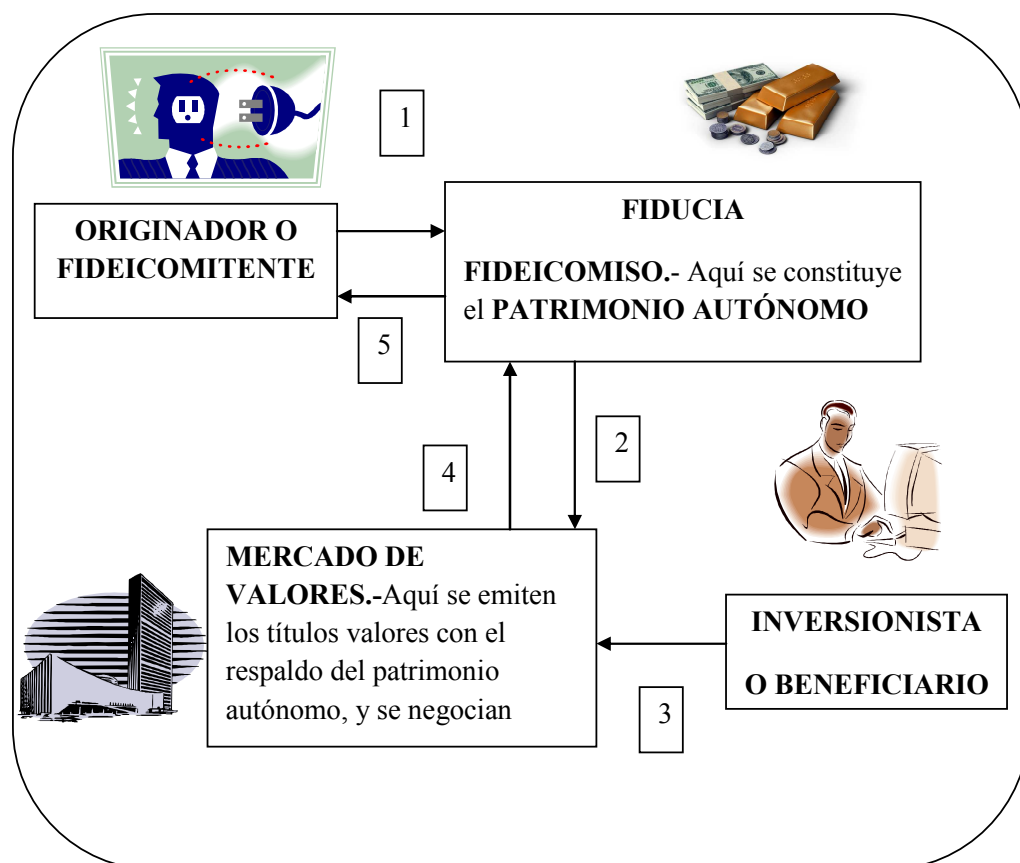 1
ORIGINADOR O
FIDEICOMITENTE
FIDUCIA
FIDEICOMISO.- Aquí se constituye
el PATRIMONIO AUTÓNOMO
5
2
4
MERCADO DE
VALORES.-Aquí se emiten
los títulos valores con el
respaldo del patrimonio
autónomo, y se negocian
INVERSIONISTA
O BENEFICIARIO
3